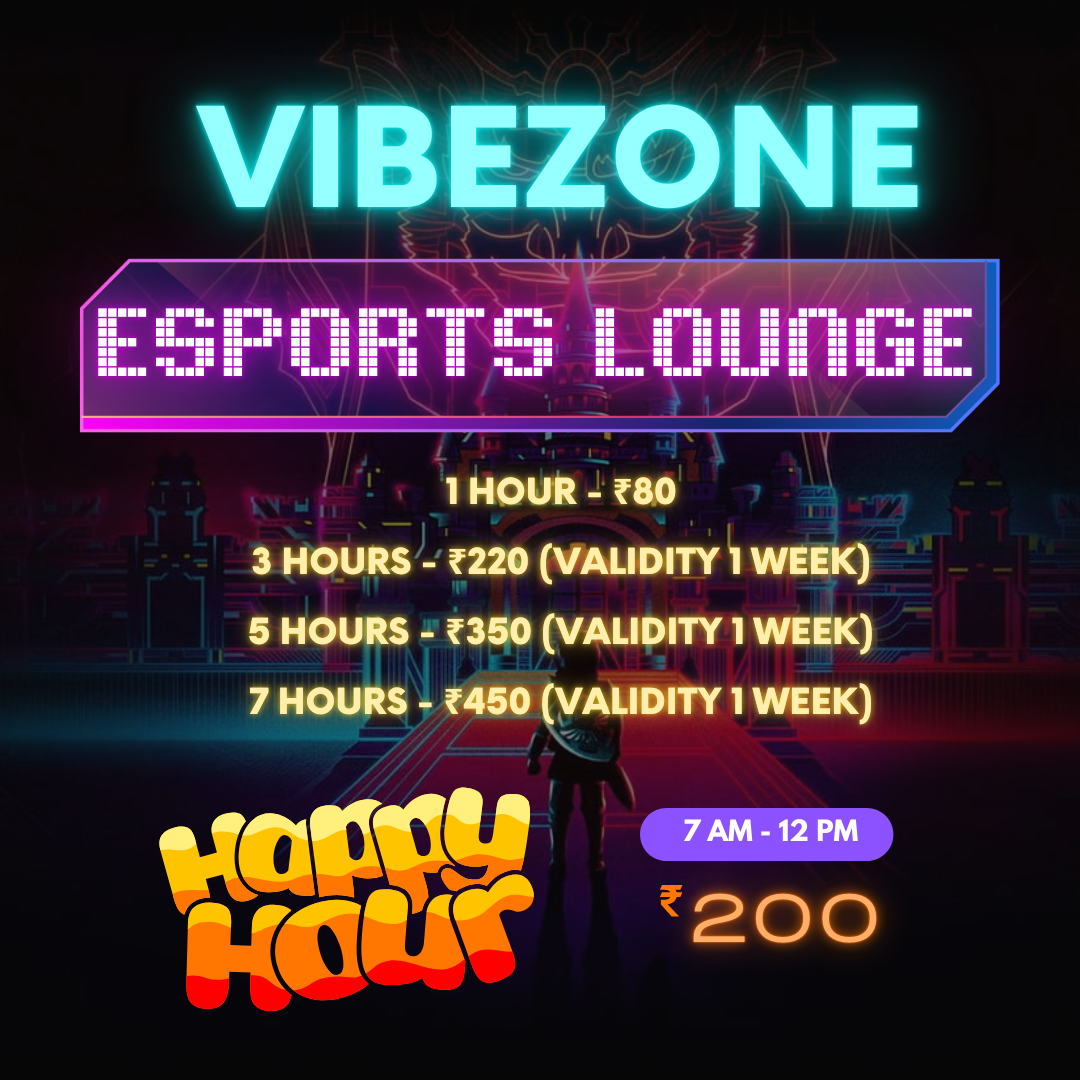 VIBEZONE
ESPORTS LOUNGE
1 HOUR - ₹80
3 HOURS - ₹220 (VALIDITY 1 WEEK)
5 HOURS - ₹350 (VALIDITY 1 WEEK)
7 HOURS - ₹450 (VALIDITY 1 WEEK)
Happy
Hour
7 AM - 12 PM
₹200